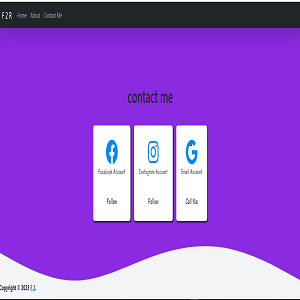 F2R Home About Contact Me
contact me
Facebook Account Instagram Account Email Account
Follow Follow Call Me
Copyright © 2023 F.2.